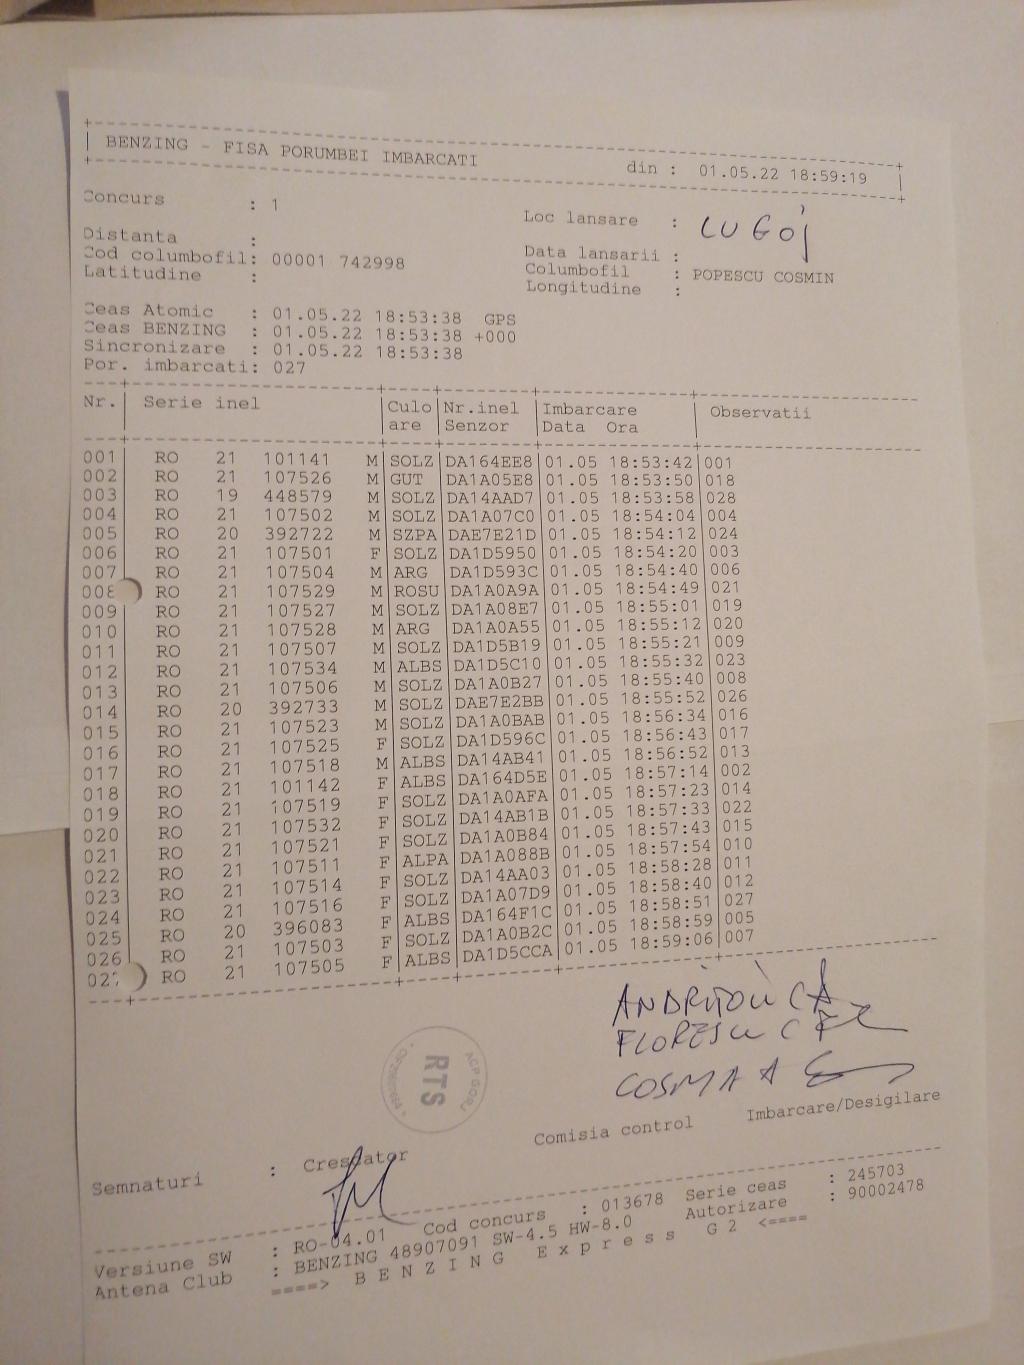 BENZING - FISA PORUMBEI IMBARCATI din : 01.05.22 18:59:19
Concurs : 1 Loc lansare : LUGOJ
Distanta : Data lansarii :
Cod columbofil: 00001 742998 Columbofil : POPESCU COSMIN
Latitudine : Longitudine :
Ceas Atomic : 01.05.22 18:53:38 GPS
Ceas BENZING : 01.05.22 18:53:38 +000
Sincronizare : 01.05.22 18:53:38
Por. imbarcati: 027
Nr. Serie inel Culo Nr.inel Imbarcare Observatii
are Senzor Data Ora
001 RO 21 101141 M SOLZ DA164EE8 01.05 18:53:42 001
002 RO 21 107526 M GUT DA1A05E8 01.05 18:53:50 018
003 RO 19 448579 M SOLZ DA14AAD7 01.05 18:53:58 028
004 RO 21 107502 M SOLZ DA1A07C0 01.05 18:54:04 004
005 RO 20 392722 M SZPA DAE7E21D 01.05 18:54:12 024
006 RO 21 107501 F SOLZ DA1D5950 01.05 18:54:20 003
007 RO 21 107504 M ARG DA1D593C 01.05 18:54:40 006
008 RO 21 107529 M ROSU DA1A0A9A 01.05 18:54:49 021
009 RO 21 107527 M SOLZ DA1A08E7 01.05 18:55:01 019
010 RO 21 107528 M ARG DA1A0A55 01.05 18:55:12 020
011 RO 21 107507 M SOLZ DA1D5B19 01.05 18:55:21 009
012 RO 21 107534 M ALBS DA1D5C10 01.05 18:55:32 023
013 RO 21 107506 M SOLZ DA1A0B27 01.05 18:55:40 008
014 RO 20 392733 M SOLZ DAE7E2BB 01.05 18:55:52 026
015 RO 21 107523 M SOLZ DA1A0BAB 01.05 18:56:34 016
016 RO 21 107525 F SOLZ DA1D596C 01.05 18:56:43 017
017 RO 21 107518 M ALBS DA14AB41 01.05 18:56:52 013
018 RO 21 101142 F ALBS DA164D5E 01.05 18:57:14 002
019 RO 21 107519 F SOLZ DA1A0AFA 01.05 18:57:23 014
020 RO 21 107532 F SOLZ DA14AB1B 01.05 18:57:33 022
021 RO 21 107521 F SOLZ DA1A0B84 01.05 18:57:43 015
022 RO 21 107511 F ALPA DA1A088B 01.05 18:57:54 010
023 RO 21 107514 F SOLZ DA14AA03 01.05 18:58:28 011
024 RO 21 107516 F SOLZ DA1A07D9 01.05 18:58:40 012
025 RO 20 396083 F ALBS DA164F1C 01.05 18:58:51 027
026 RO 21 107503 F SOLZ DA1A0B2C 01.05 18:58:59 005
027 RO 21 107505 F ALBS DA1D5CCA 01.05 18:59:06 007
FLORESCU C
COSMA A
RTS
Comisia control Imbarcare/Desigilare
Semnaturi : Crescator
Versiune SW : RO-04.01 Cod concurs : 013678 Serie ceas : 245703
Antena Club : BENZING 48907091 SW-4.5 HW-8.0 Autorizare : 90002478
====> BENZING Express G2 <====